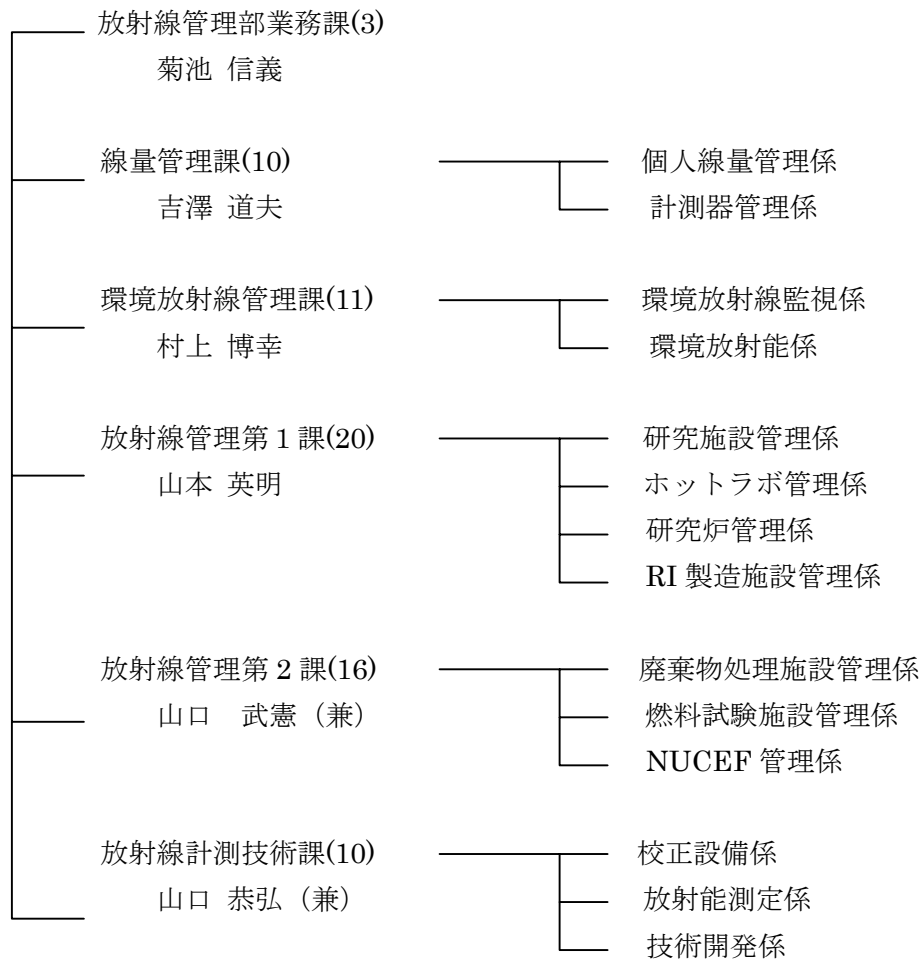 放射線管理部業務課(3)
菊池 信義
線量管理課(10)
個人線量管理係
吉澤 道夫
計測器管理係
環境放射線管理課(11)
環境放射線監視係
村上 博幸
環境放射能係
放射線管理第 1 課(20)
研究施設管理係
山本 英明
ホットラボ管理係
研究炉管理係
RI 製造施設管理係
放射線管理第 2 課(16)
廃棄物処理施設管理係
山口　武憲（兼）
燃料試験施設管理係
NUCEF 管理係
放射線計測技術課(10)
校正設備係
山口 恭弘（兼）
放射能測定係
技術開発係